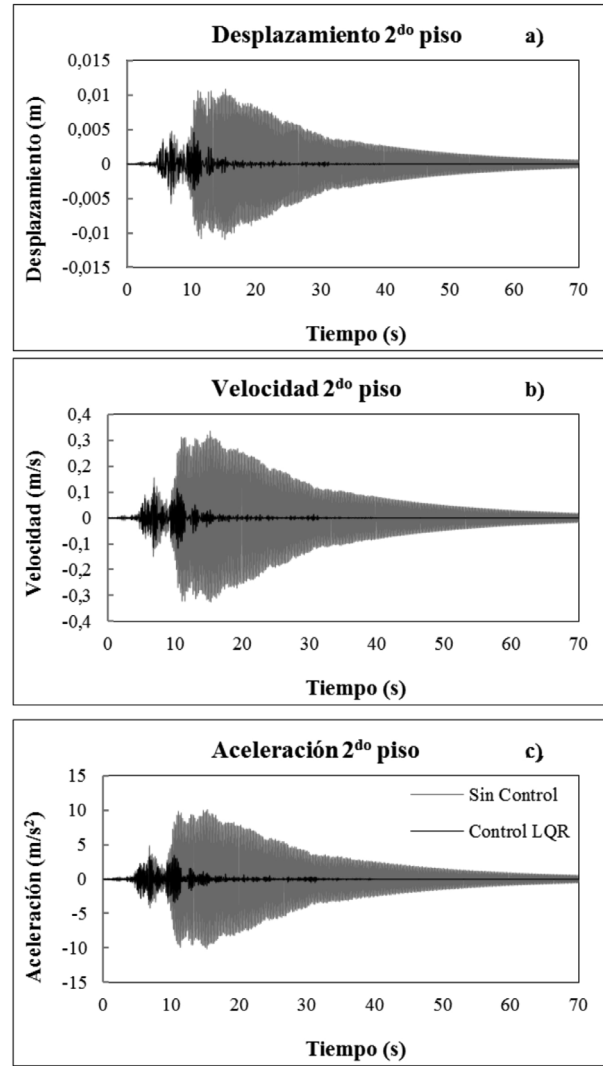 Desplazamiento 2do piso a)
0,015
0,01
0,005
0
-0,005
-0,01
-0,015
Desplazamiento (m)
0 10 20 30 40 50 60 70
Tiempo (s)
Velocidad 2do piso b)
0,4
0,3
0,2
0,1
0
-0,1
-0,2
-0,3
-0,4
Velocidad (m/s)
0 10 20 30 40 50 60 70
Tiempo (s)
Aceleración 2do piso c).
15
10
5
0
-5
-10
-15
Aceleración (m/s²)
Sin Control
Control LQR
0 10 20 30 40 50 60 70
Tiempo (s)